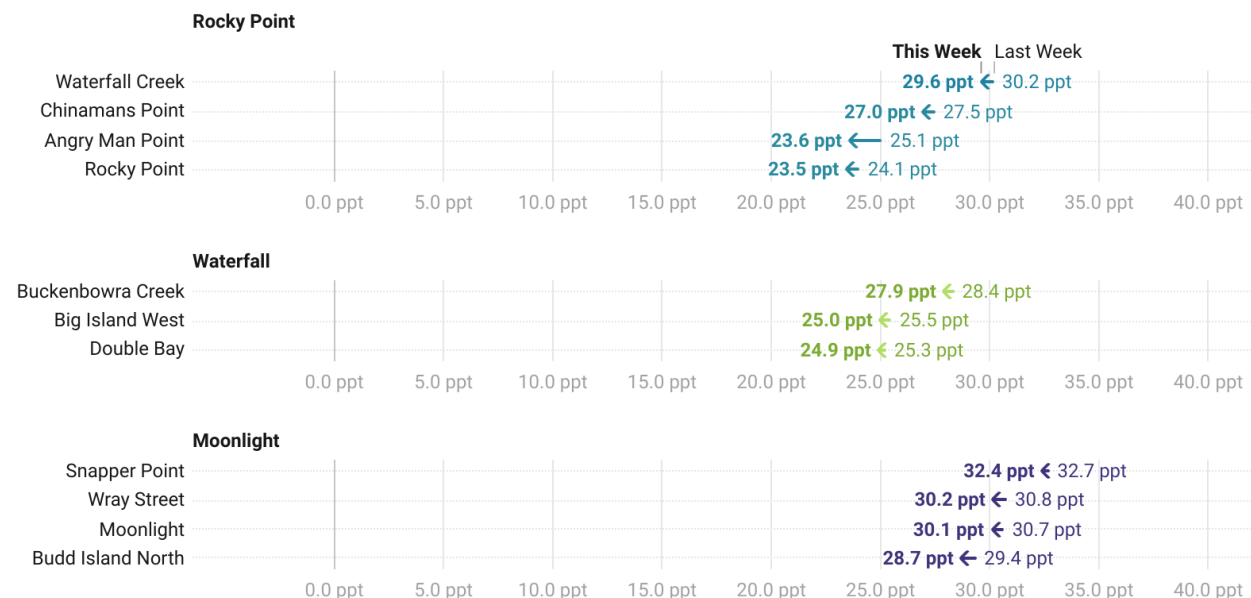 Rocky Point
This Week Last Week
Waterfall Creek 29.6 ppt 30.2 ppt
Chinamans Point 27.0 ppt 27.5 ppt
Angry Man Point 23.6 ppt 25.1 ppt
Rocky Point 23.5 ppt 24.1 ppt
0.0 ppt 5.0 ppt 10.0 ppt 15.0 ppt 20.0 ppt 25.0 ppt 30.0 ppt 35.0 ppt 40.0 ppt
Waterfall
Buckenbowra Creek 27.9 ppt 28.4 ppt
Big Island West 25.0 ppt 25.5 ppt
Double Bay 24.9 ppt 25.3 ppt
0.0 ppt 5.0 ppt 10.0 ppt 15.0 ppt 20.0 ppt 25.0 ppt 30.0 ppt 35.0 ppt 40.0 ppt
Moonlight
Snapper Point 32.4 ppt 32.7 ppt
Wray Street 30.2 ppt 30.8 ppt
Moonlight 30.1 ppt 30.7 ppt
Budd Island North 28.7 ppt 29.4 ppt
0.0 ppt 5.0 ppt 10.0 ppt 15.0 ppt 20.0 ppt 25.0 ppt 30.0 ppt 35.0 ppt 40.0 ppt